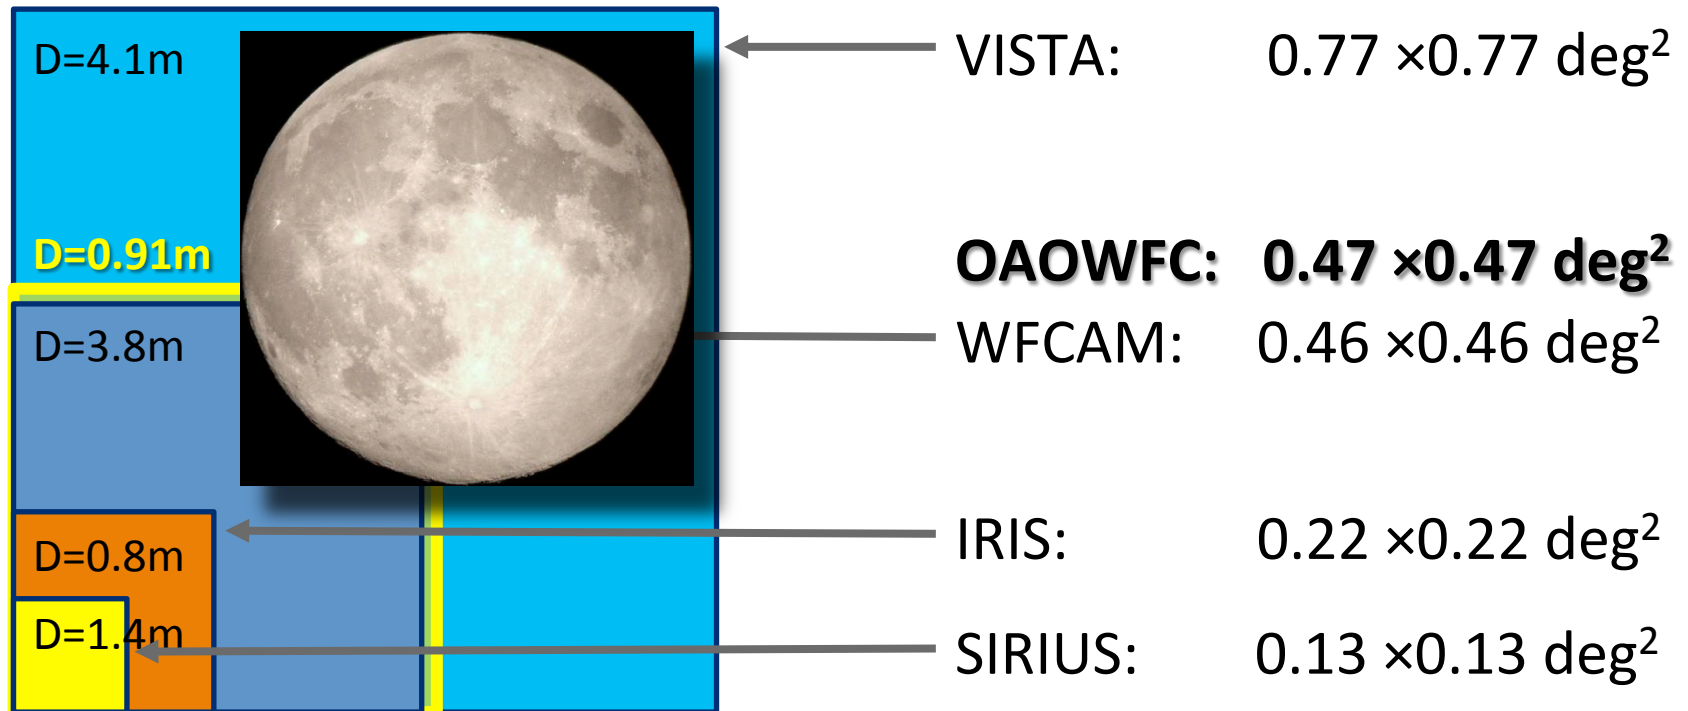 D=4.1m
VISTA: 0.77 ×0.77 deg²
D=0.91m
OAOWFC: 0.47 ×0.47 deg²
D=3.8m
WFCAM: 0.46 ×0.46 deg²
D=0.8m
IRIS: 0.22 ×0.22 deg²
D=1.4m
SIRIUS: 0.13 ×0.13 deg²